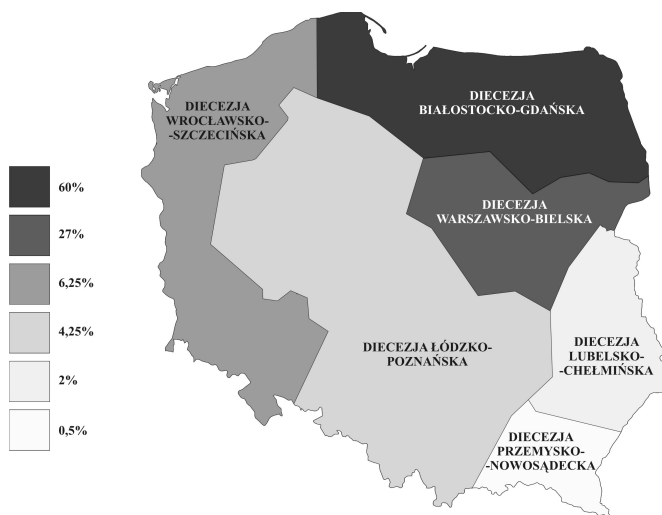 DIECEZJA
WROCŁAWSKO-
-SZCZECIŃSKA
DIECEZJA
BIAŁOSTOCKO-GDAŃSKA
DIECEZJA
WARSZAWSKO-BIELSKA
DIECEZJA ŁÓDZKO-
POZNAŃSKA
DIECEZJA
LUBELSKO-
-CHEŁMIŃSKA
DIECEZJA
PRZEMYSKO-
-NOWOSĄDECKA
60%
27%
6,25%
4,25%
2%
0,5%